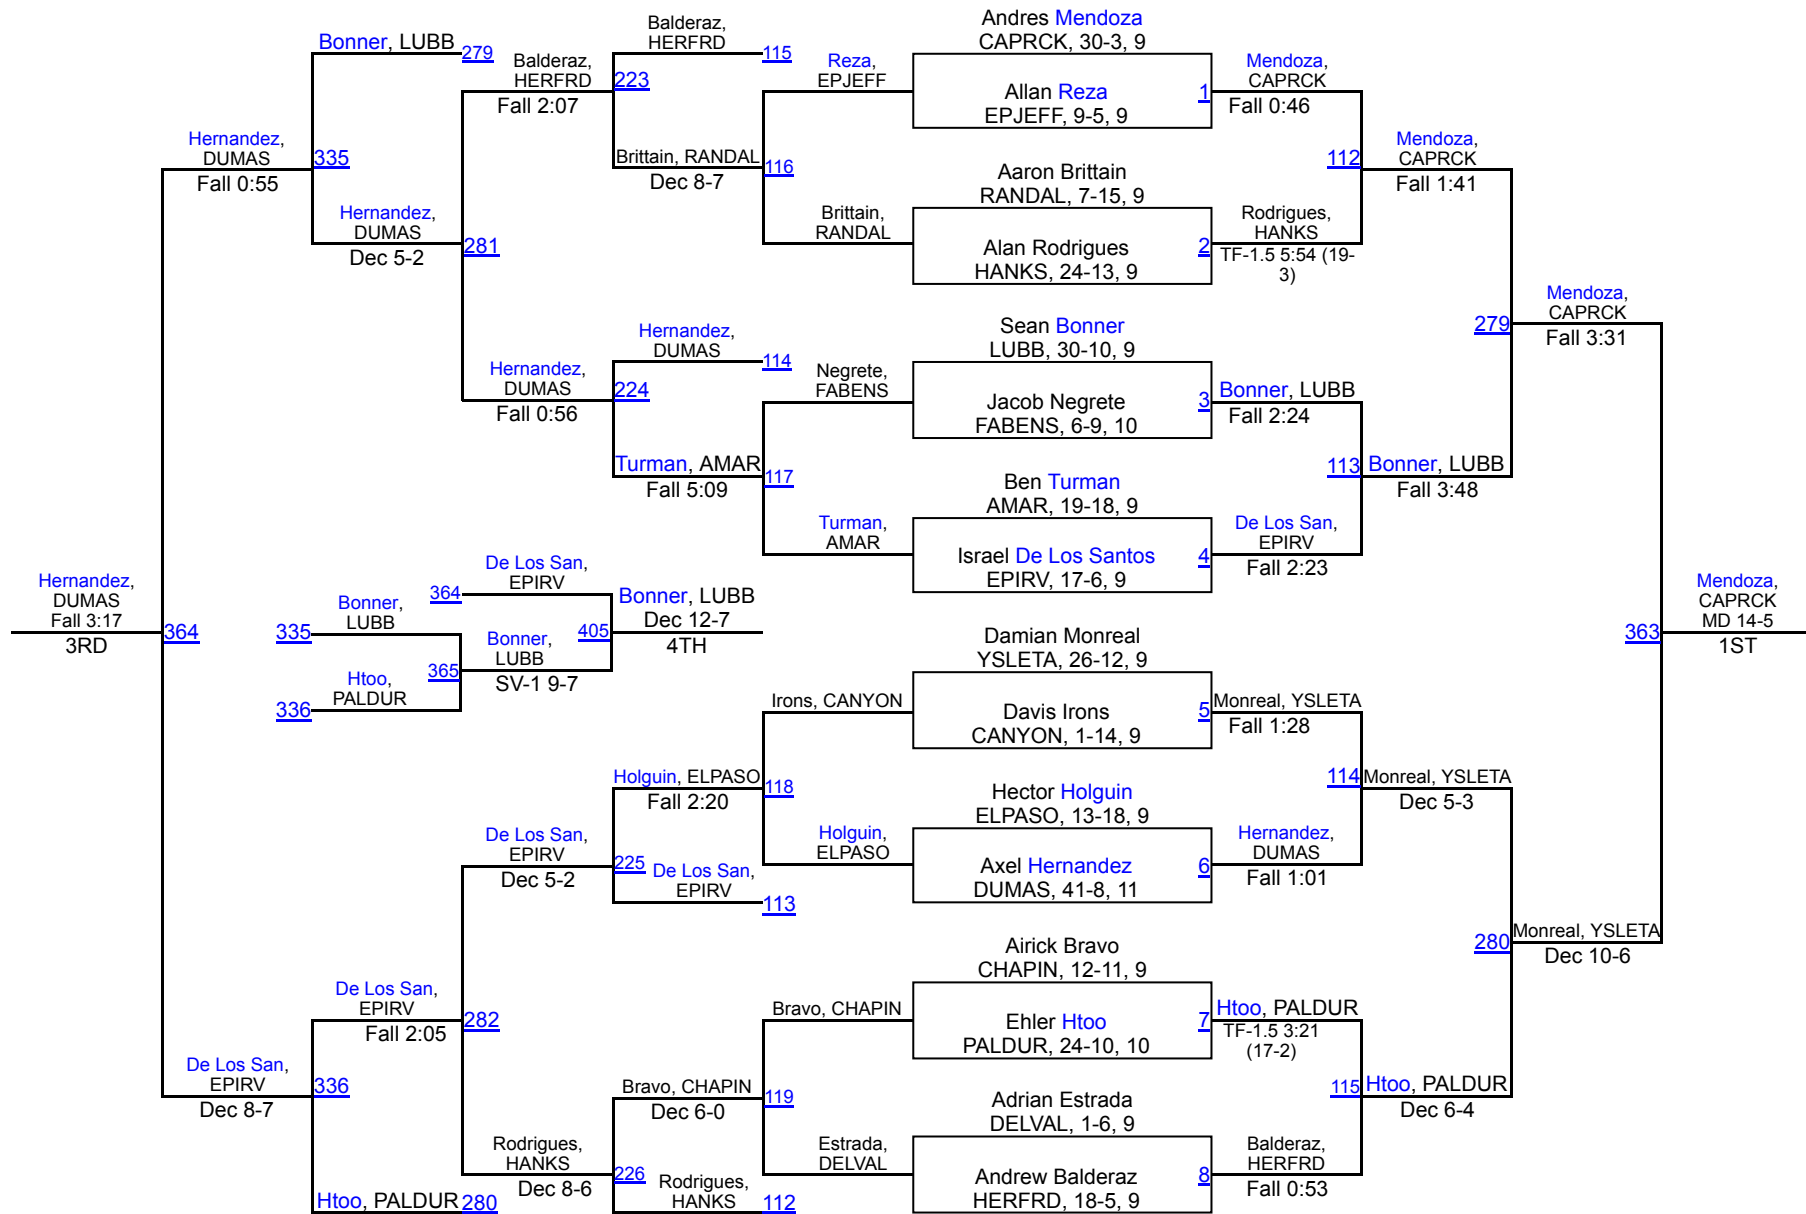 Bonner, LUBB
279
Hernandez,
DUMAS
Fall 0:55
335
Hernandez,
DUMAS
Dec 5-2
Balderaz,
HERFRD
Fall 2:07
281
Hernandez,
DUMAS
Fall 0:56
Balderaz,
HERFRD
115
223
Brittain, RANDAL
Dec 8-7
Hernandez,
DUMAS
114
224
Turman, AMAR
Fall 5:09
Reza,
EPJEFF
116
Brittain,
RANDAL
Negrete,
FABENS
117
Turman,
AMAR
Andres Mendoza
CAPRCK, 30-3, 9
Allan Reza
EPJEFF, 9-5, 9
1
Aaron Brittain
RANDAL, 7-15, 9
Alan Rodrigues
HANKS, 24-13, 9
2
Sean Bonner
LUBB, 30-10, 9
Jacob Negrete
FABENS, 6-9, 10
3
Ben Turman
AMAR, 19-18, 9
Israel De Los Santos
EPIRV, 17-6, 9
4
Mendoza,
CAPRCK
Fall 0:46
112
Rodrigues,
HANKS
TF-1.5 5:54 (19-
3)
Bonner, LUBB
Fall 2:24
113
De Los San,
EPIRV
Fall 2:23
Mendoza,
CAPRCK
Fall 1:41
279
Bonner, LUBB
Fall 3:48
Mendoza,
CAPRCK
Fall 3:31
Hernandez,
DUMAS
Fall 3:17
3RD
364
Bonner,
LUBB
335
Htoo,
PALDUR
336
De Los San,
EPIRV
364
365
Bonner,
LUBB
SV-1 9-7
405
Bonner, LUBB
Dec 12-7
4TH
363
Mendoza,
CAPRCK
MD 14-5
1ST
Damian Monreal
YSLETA, 26-12, 9
Davis Irons
CANYON, 1-14, 9
5
Hector Holguin
ELPASO, 13-18, 9
Axel Hernandez
DUMAS, 41-8, 11
6
Airick Bravo
CHAPIN, 12-11, 9
Ehler Htoo
PALDUR, 24-10, 10
7
Adrian Estrada
DELVAL, 1-6, 9
Andrew Balderaz
HERFRD, 18-5, 9
8
Irons, CANYON
118
Holguin,
ELPASO
Bravo, CHAPIN
119
Estrada,
DELVAL
Holguin, ELPASO
Fall 2:20
225
De Los San,
EPIRV
113
Bravo, CHAPIN
Dec 6-0
226
Rodrigues,
HANKS
112
De Los San,
EPIRV
Dec 5-2
282
Rodrigues,
HANKS
Dec 8-6
De Los San,
EPIRV
Fall 2:05
De Los San,
EPIRV
Dec 8-7
336
Htoo, PALDUR
280
Monreal, YSLETA
Fall 1:28
114
Hernandez,
DUMAS
Fall 1:01
Htoo, PALDUR
TF-1.5 3:21
(17-2)
115
Balderaz,
HERFRD
Fall 0:53
Monreal, YSLETA
Dec 5-3
280
Htoo, PALDUR
Dec 6-4
Monreal, YSLETA
Dec 10-6